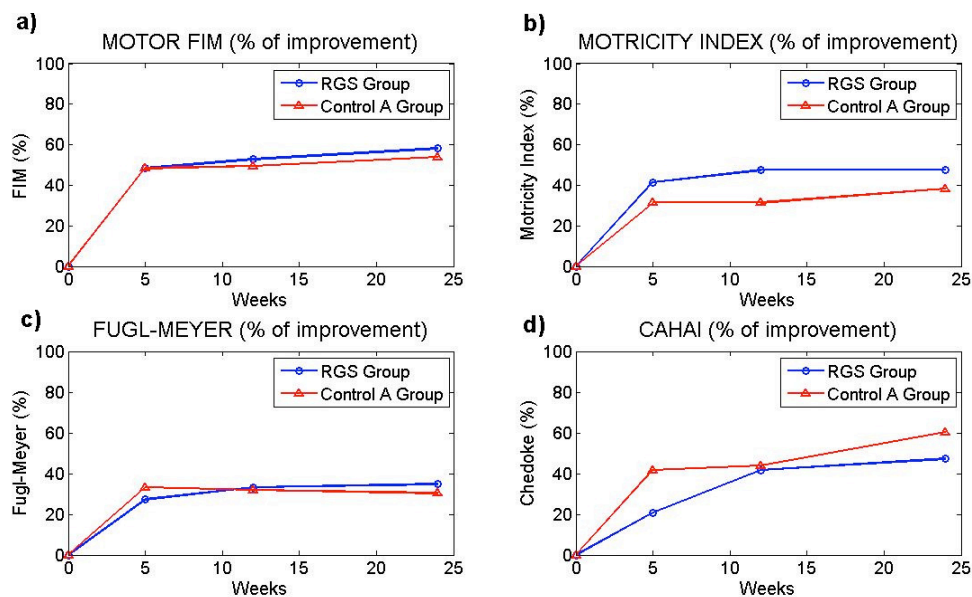 a)
MOTOR FIM (% of improvement)
100
80
60
40
20
0
FIM (%)
RGS Group
Control A Group
0 5 10 15 20 25
Weeks
b)
MOTRICITY INDEX (% of improvement)
100
80
60
40
20
0
Motricity Index (%)
RGS Group
Control A Group
0 5 10 15 20 25
Weeks
c)
FUGL-MEYER (% of improvement)
100
80
60
40
20
0
Fugl-Meyer (%)
RGS Group
Control A Group
0 5 10 15 20 25
Weeks
d)
CAHAI (% of improvement)
100
80
60
40
20
0
Chedoke (%)
RGS Group
Control A Group
0 5 10 15 20 25
Weeks